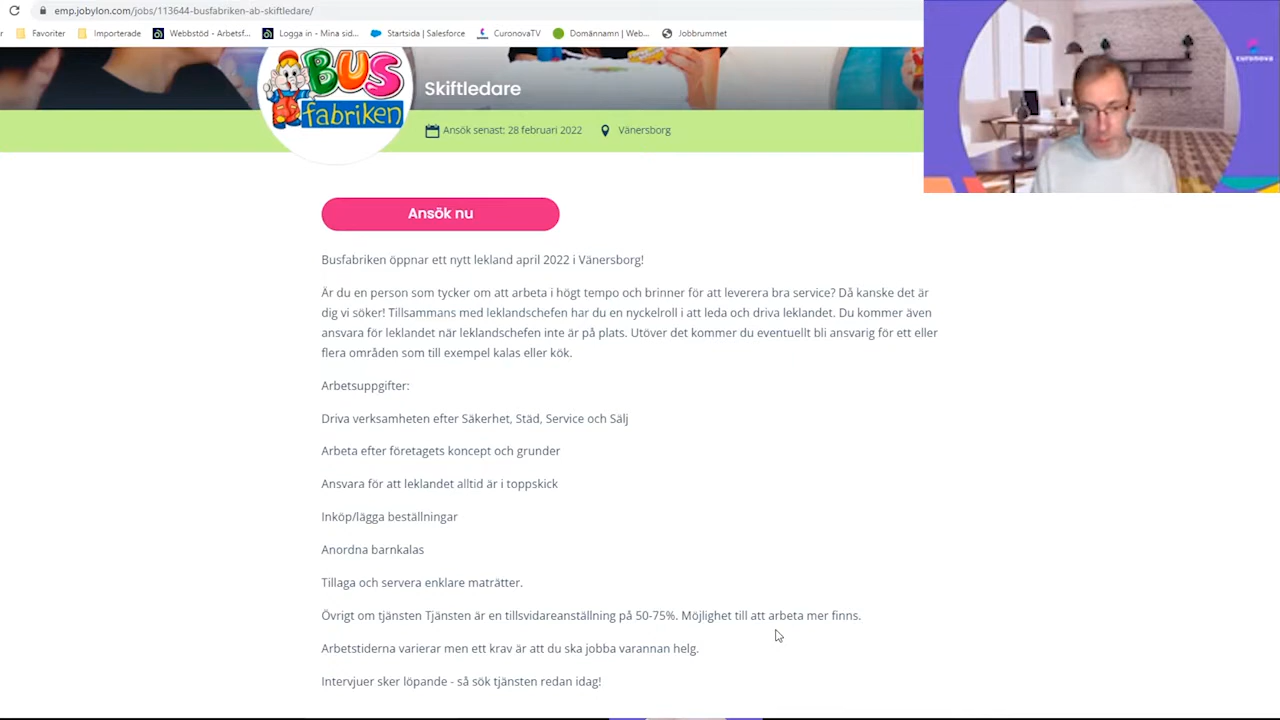 emp.jobylon.com/jobs/113644-busfabriken-ab-skiftledare/
r Favoriter Importerade Webbstöd - Arbetsf... Logga in - Mina sid... Startsida | Salesforce CuronovaTV Domännamn | Web... Jobbrummet
curonova
BUS
fabriken
Skiftledare
Ansök senast: 28 februari 2022 Vänersborg
Ansök nu
Busfabriken öppnar ett nytt lekland april 2022 i Vänersborg!
Är du en person som tycker om att arbeta i högt tempo och brinner för att leverera bra service? Då kanske det är
dig vi söker! Tillsammans med leklandschefen har du en nyckelroll i att leda och driva leklandet. Du kommer även
ansvara för leklandet när leklandschefen inte är på plats. Utöver det kommer du eventuellt bli ansvarig för ett eller
flera områden som till exempel kalas eller kök.
Arbetsuppgifter:
Driva verksamheten efter Säkerhet, Städ, Service och Sälj
Arbeta efter företagets koncept och grunder
Ansvara för att leklandet alltid är i toppskick
Inköp/lägga beställningar
Anordna barnkalas
Tillaga och servera enklare maträtter.
Övrigt om tjänsten Tjänsten är en tillsvidareanställning på 50-75%. Möjlighet till att arbeta mer finns.
Arbetstiderna varierar men ett krav är att du ska jobba varannan helg.
Intervjuer sker löpande - så sök tjänsten redan idag!